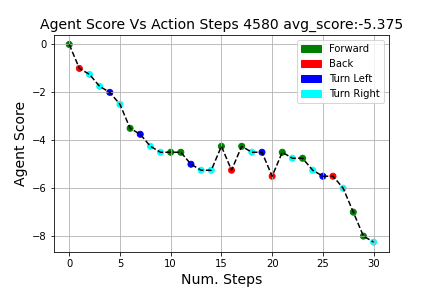 Agent Score Vs Action Steps 4580 avg_score:-5.375
Agent Score
0
−2
−4
−6
−8
Forward
Back
Turn Left
Turn Right
0 5 10 15 20 25 30
Num. Steps